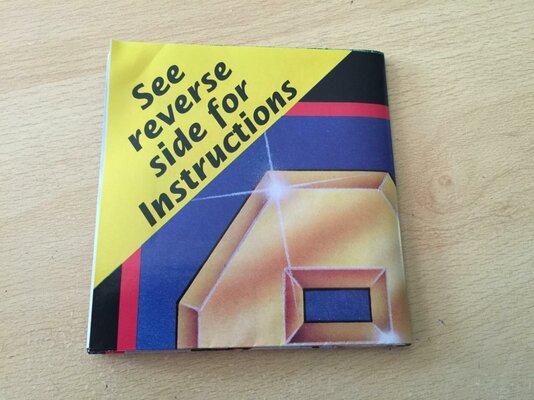 See
reverse
side for
Instructions